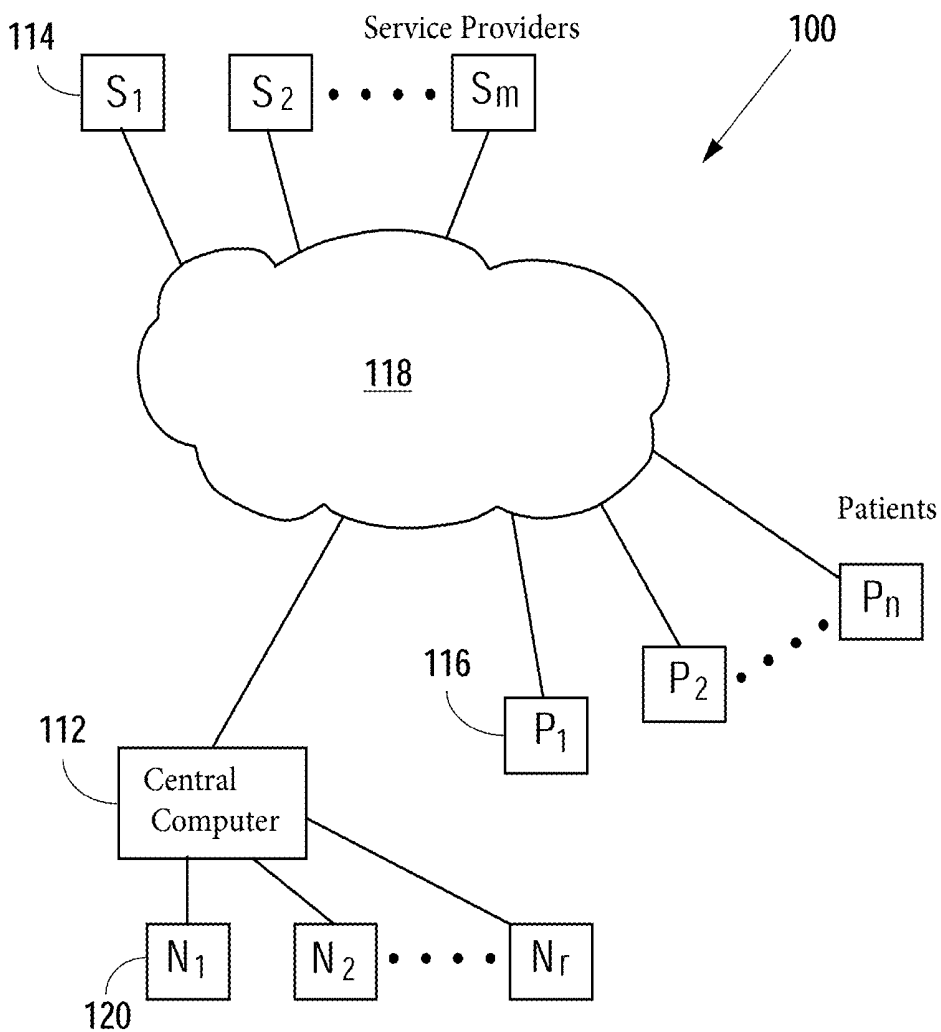 Service Providers
114
100
S1
S2
Sm
118
Patients
Pn
116
P2
P1
112
Central
Computer
N1
N2
Nr
120